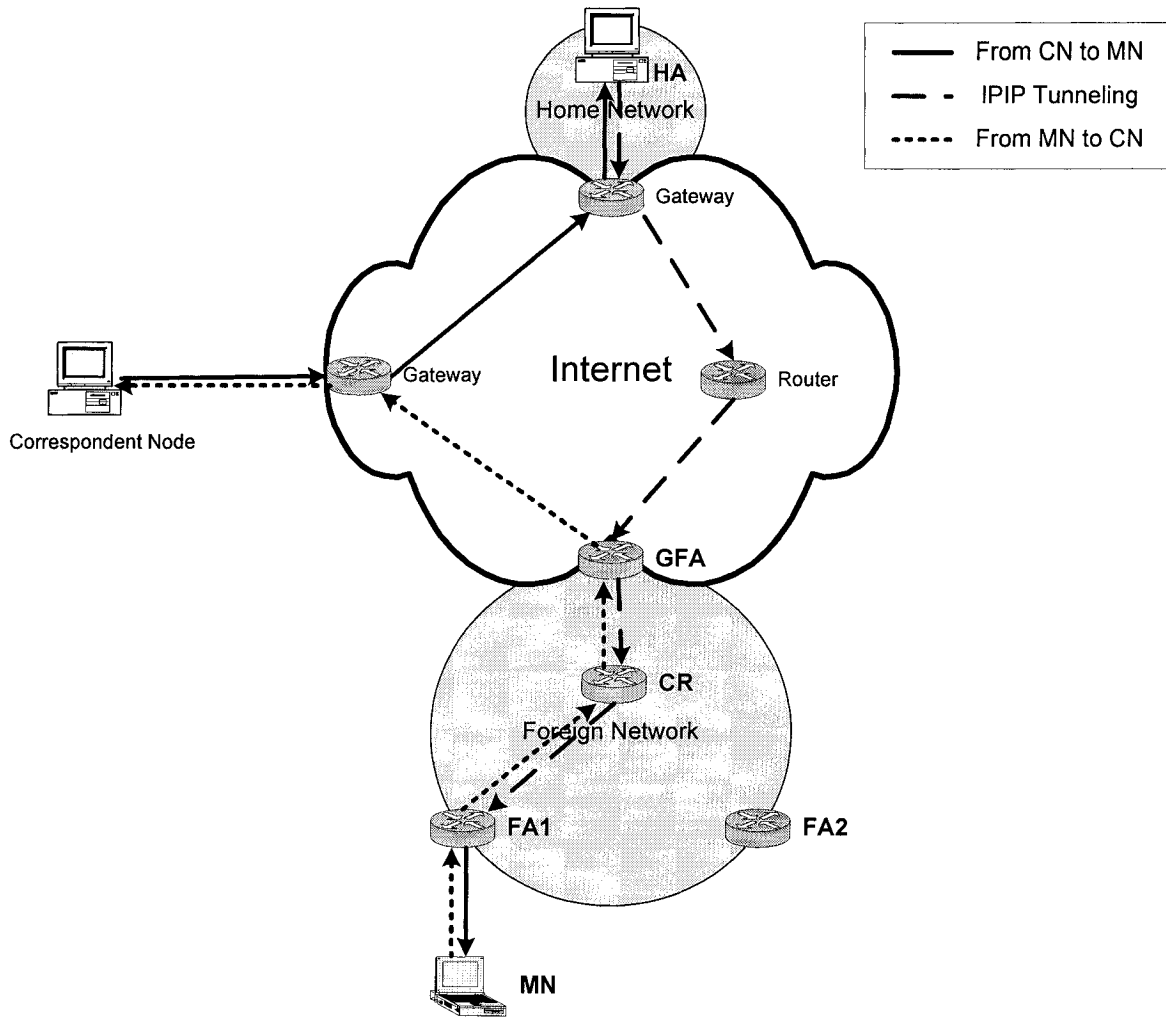 HA
Home Network
From CN to MN
IPIP Tunneling
From MN to CN
Gateway
Internet
Gateway
Router
Correspondent Node
GFA
CR
Foreign Network
FA1
FA2
MN